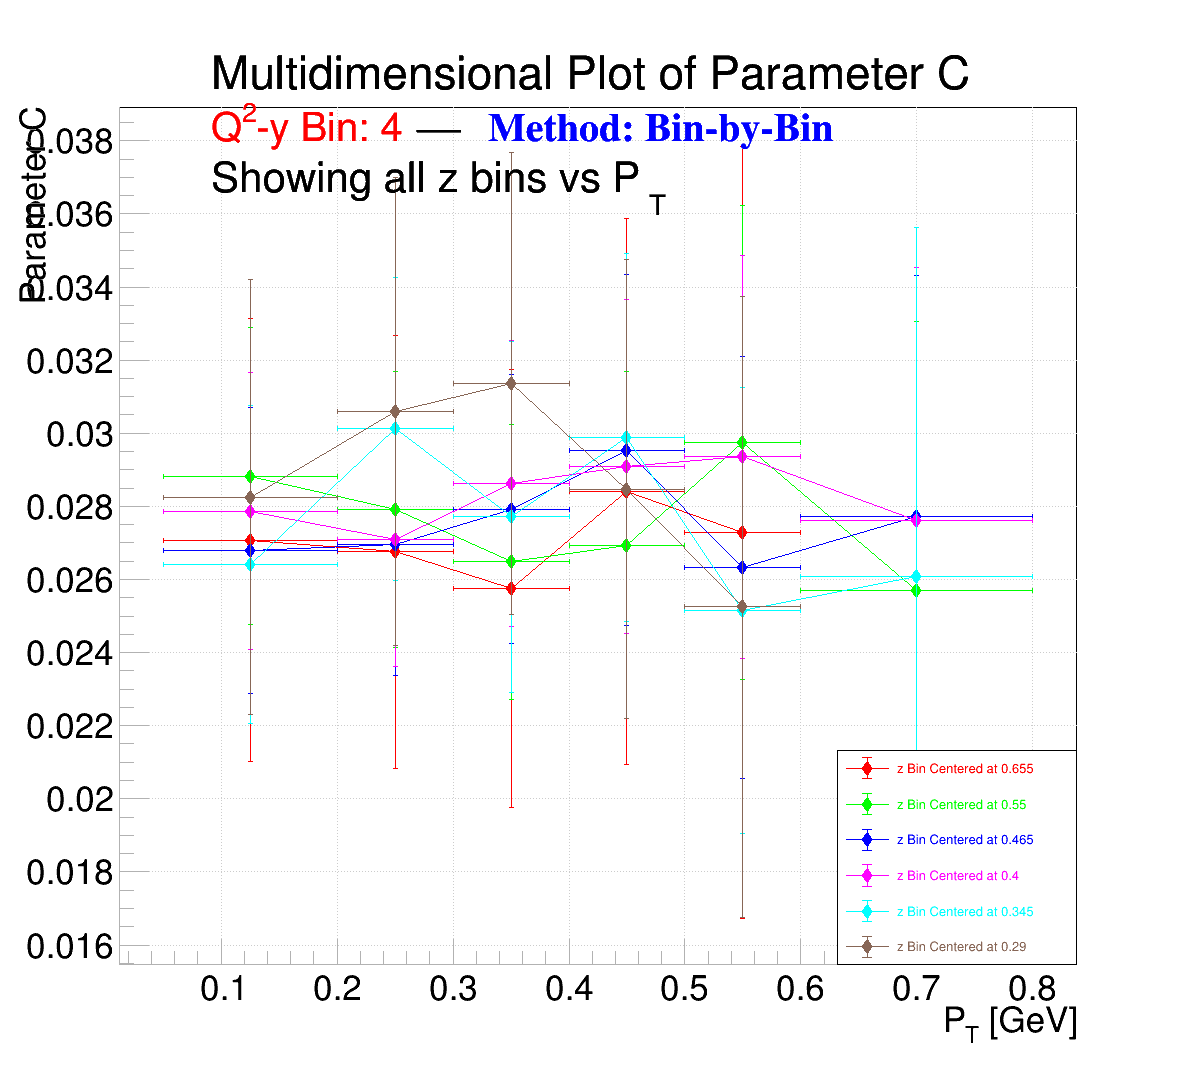 Multidimensional Plot of Parameter C
Q²-y Bin: 4 — Method: Bin-by-Bin
Showing all z bins vs P_T
Parameter C
0.038
0.036
0.034
0.032
0.03
0.028
0.026
0.024
0.022
0.02
0.018
0.016
z Bin Centered at 0.655
z Bin Centered at 0.55
z Bin Centered at 0.465
z Bin Centered at 0.4
z Bin Centered at 0.345
z Bin Centered at 0.29
0.1 0.2 0.3 0.4 0.5 0.6 0.7 0.8
P_T [GeV]